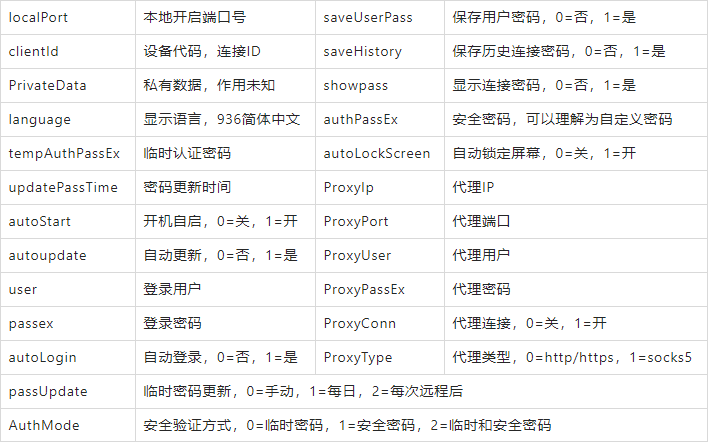 localPort 本地开启端口号 saveUserPass 保存用户密码，0=否，1=是
clientId 设备代码，连接ID saveHistory 保存历史连接密码，0=否，1=是
PrivateData 私有数据，作用未知 showpass 显示连接密码，0=否，1=是
language 显示语言，936简体中文 authPassEx 安全密码，可以理解为自定义密码
tempAuthPassEx 临时认证密码 autoLockScreen 自动锁定屏幕，0=关，1=开
updatePassTime 密码更新时间 ProxyIp 代理IP
autoStart 开机自启，0=关，1=开 ProxyPort 代理端口
autoupdate 自动更新，0=否，1=是 ProxyUser 代理用户
user 登录用户 ProxyPassEx 代理密码
passex 登录密码 ProxyConn 代理连接，0=关，1=开
autoLogin 自动登录，0=否，1=是 ProxyType 代理类型，0=http/https，1=socks5
passUpdate 临时密码更新，0=手动，1=每日，2=每次远程后
AuthMode 安全验证方式，0=临时密码，1=安全密码，2=临时和安全密码